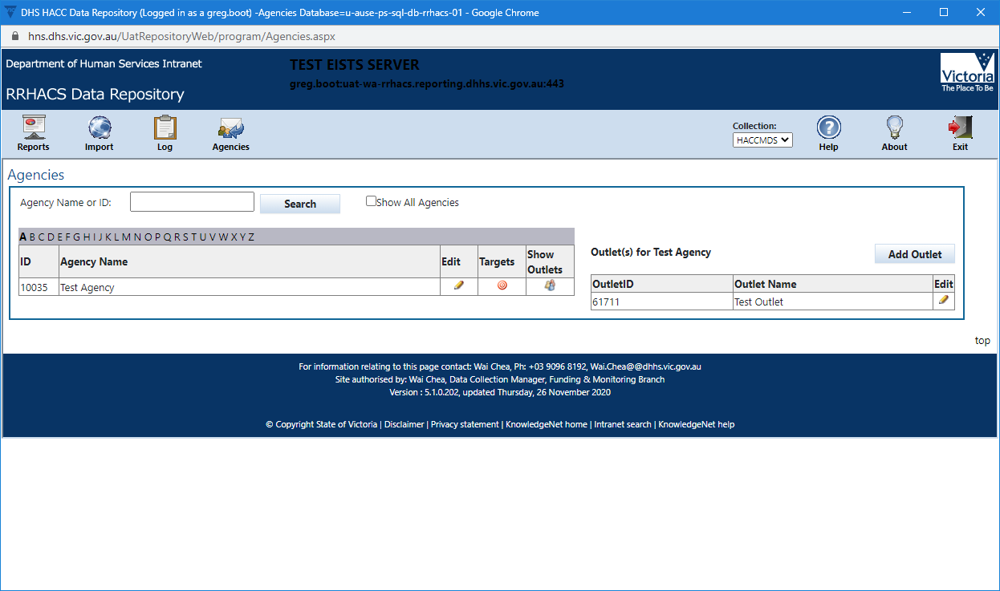 DHS HACC Data Repository (Logged in as a greg.boot) -Agencies Database=u-ause-ps-sql-db-rrhacs-01 - Google Chrome
hns.dhs.vic.gov.au/UatRepositoryWeb/program/Agencies.aspx
Department of Human Services Intranet
TEST EISTS SERVER
greg.boot:uat-wa-rrhacs.reporting.dhhs.vic.gov.au:443
RRHACS Data Repository
Victoria
The Place To Be
Reports
Import
Log
Agencies
Collection:
HACCMDS
Help
About
Exit
Agencies
Agency Name or ID:
Search
Show All Agencies
A B C D E F G H I J K L M N O P Q R S T U V W X Y Z
ID Agency Name Edit Targets Show Outlets
10035 Test Agency
Outlet(s) for Test Agency
Add Outlet
OutletID Outlet Name Edit
61711 Test Outlet
top
For information relating to this page contact: Wai Chea, Ph: +03 9096 8192, Wai.Chea@@dhhs.vic.gov.au
Site authorised by: Wai Chea, Data Collection Manager, Funding & Monitoring Branch
Version : 5.1.0.202, updated Thursday, 26 November 2020
© Copyright State of Victoria | Disclaimer | Privacy statement | KnowledgeNet home | Intranet search | KnowledgeNet help